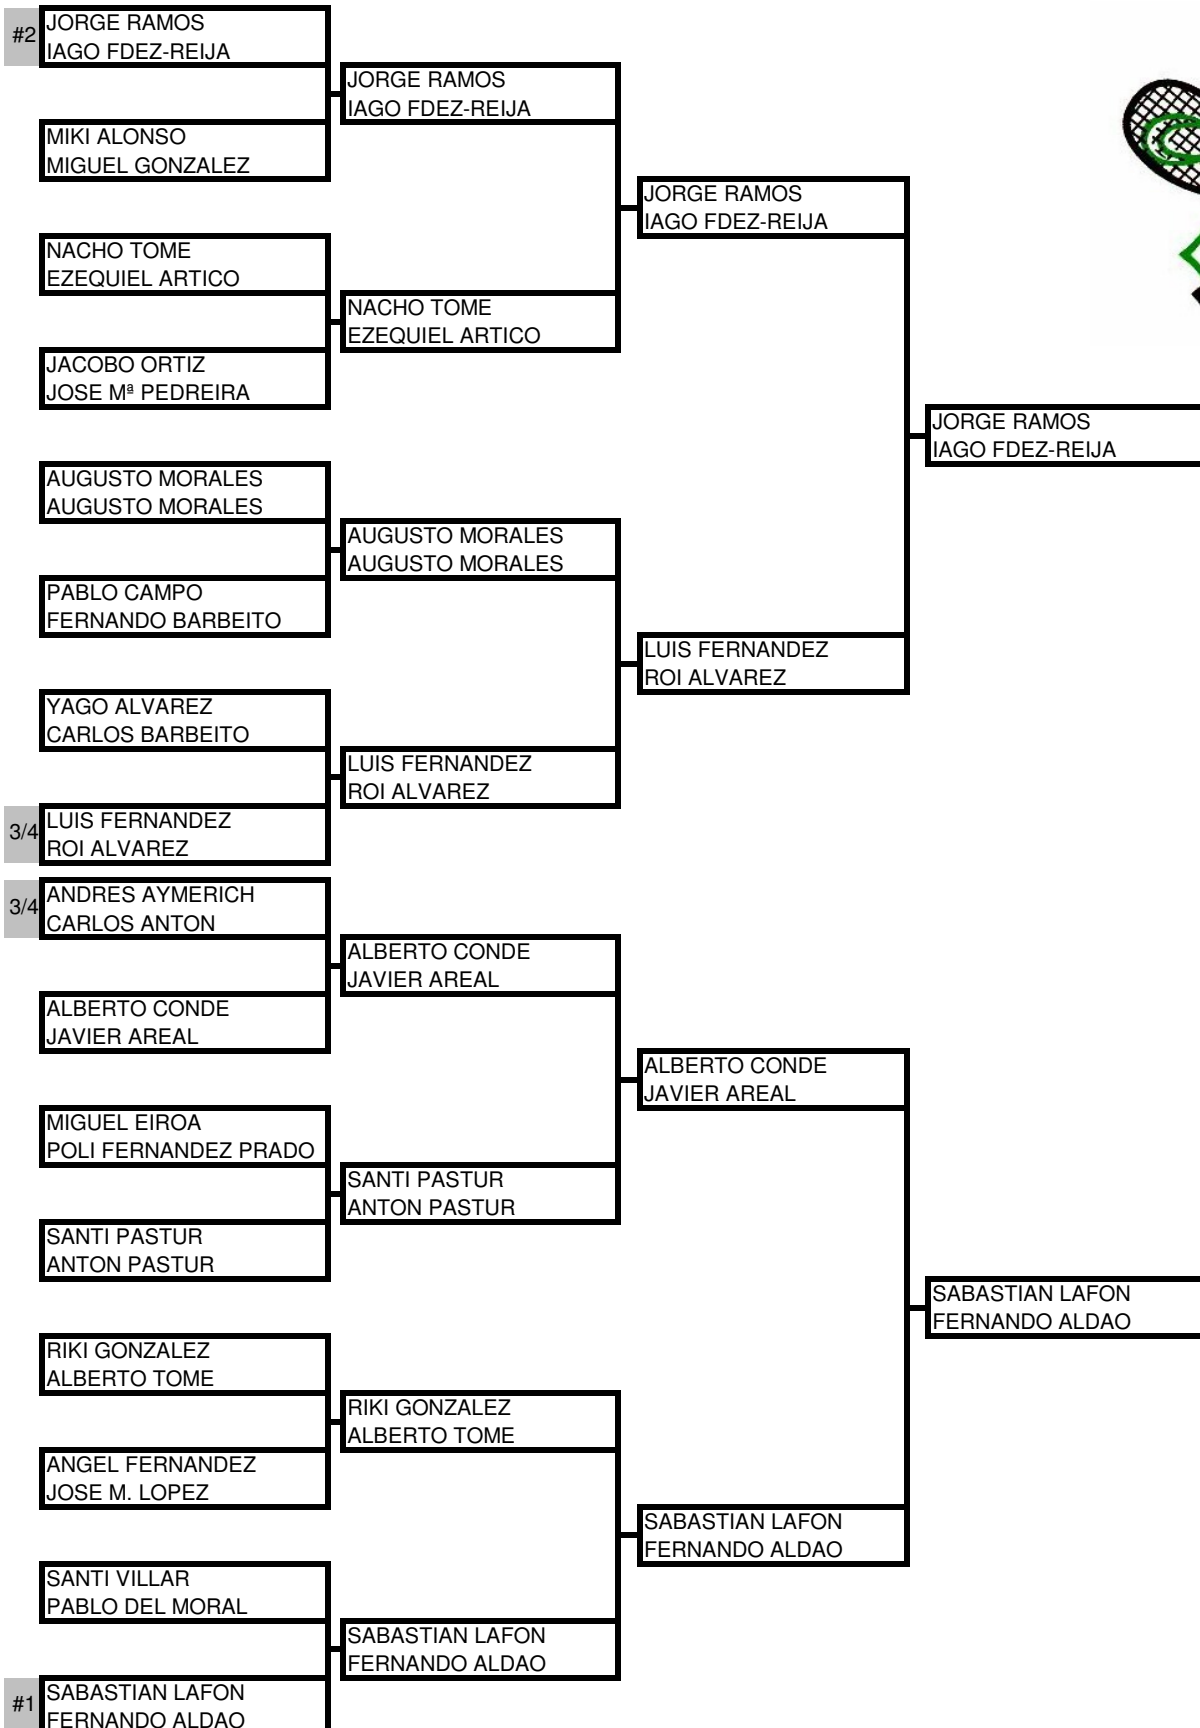 #2
JORGE RAMOS
IAGO FDEZ-REIJA
MIKI ALONSO
MIGUEL GONZALEZ
NACHO TOME
EZEQUIEL ARTICO
JACOBO ORTIZ
JOSE Mª PEDREIRA
AUGUSTO MORALES
AUGUSTO MORALES
PABLO CAMPO
FERNANDO BARBEITO
YAGO ALVAREZ
CARLOS BARBEITO
3/4
LUIS FERNANDEZ
ROI ALVAREZ
3/4
ANDRES AYMERICH
CARLOS ANTON
ALBERTO CONDE
JAVIER AREAL
MIGUEL EIROA
POLI FERNANDEZ PRADO
SANTI PASTUR
ANTON PASTUR
RIKI GONZALEZ
ALBERTO TOME
ANGEL FERNANDEZ
JOSE M. LOPEZ
SANTI VILLAR
PABLO DEL MORAL
#1
SABASTIAN LAFON
FERNANDO ALDAO
JORGE RAMOS
IAGO FDEZ-REIJA
NACHO TOME
EZEQUIEL ARTICO
AUGUSTO MORALES
AUGUSTO MORALES
LUIS FERNANDEZ
ROI ALVAREZ
ALBERTO CONDE
JAVIER AREAL
SANTI PASTUR
ANTON PASTUR
RIKI GONZALEZ
ALBERTO TOME
SABASTIAN LAFON
FERNANDO ALDAO
JORGE RAMOS
IAGO FDEZ-REIJA
LUIS FERNANDEZ
ROI ALVAREZ
ALBERTO CONDE
JAVIER AREAL
SABASTIAN LAFON
FERNANDO ALDAO
JORGE RAMOS
IAGO FDEZ-REIJA
SABASTIAN LAFON
FERNANDO ALDAO